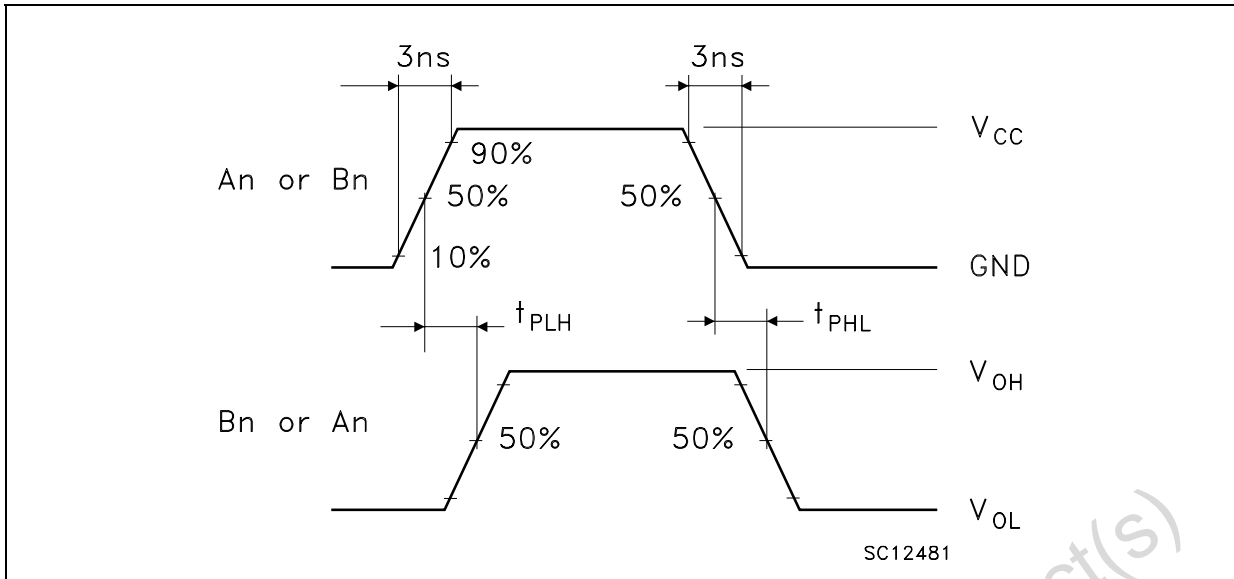 3ns 3ns
V_CC
90%
An or Bn 50% 50%
10% GND
t_PLH t_PHL
V_OH
Bn or An 50% 50%
V_OL
SC12481
ct(s)